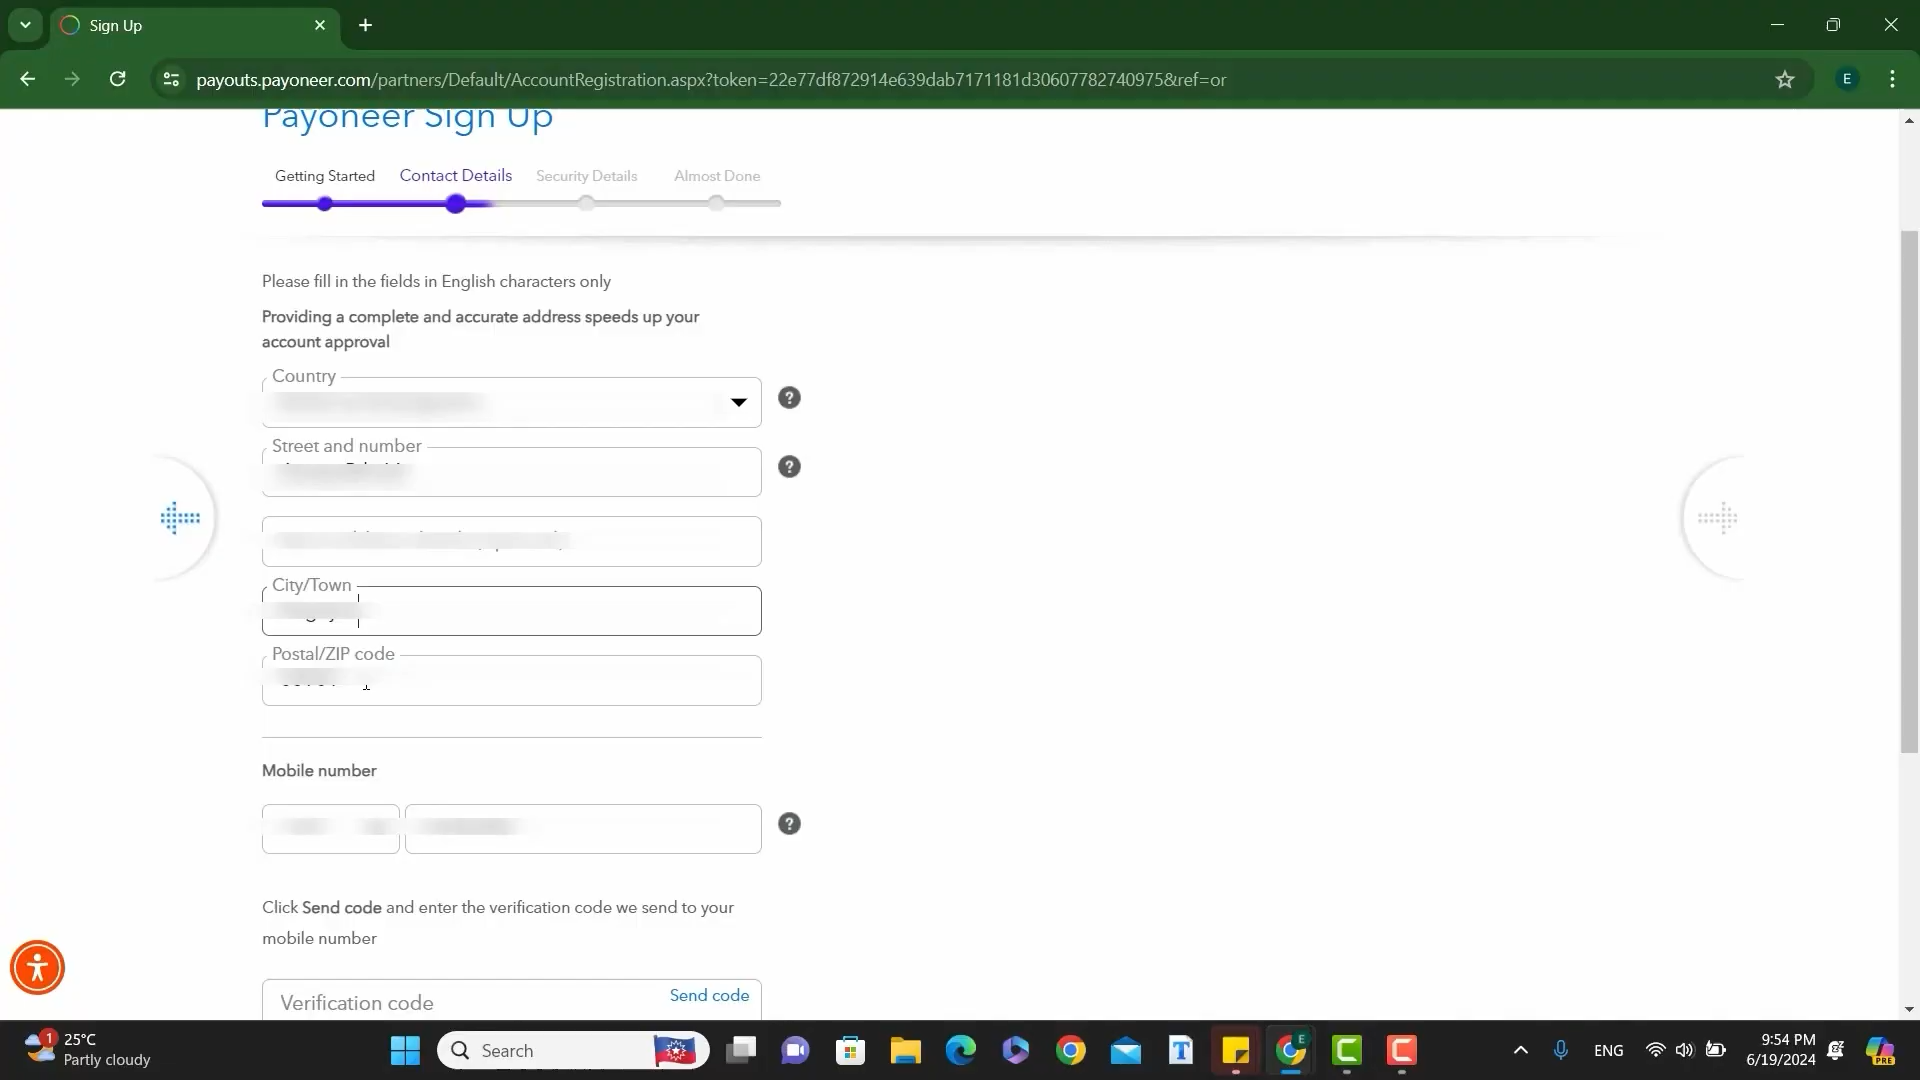 Sign Up
payouts.payoneer.com/partners/Default/AccountRegistration.aspx?token=22e77df872914e639dab7171181d30607782740975&ref=or
E
Payoneer Sign Up
Getting Started Contact Details Security Details Almost Done
Please fill in the fields in English characters only
Providing a complete and accurate address speeds up your
account approval
Country
?
Street and number
?
City/Town
Postal/ZIP code
Mobile number
?
Click Send code and enter the verification code we send to your
mobile number
Verification code Send code
1
25°C
Partly cloudy
Search
T
E
ENG
9:54 PM
6/19/2024
PRE